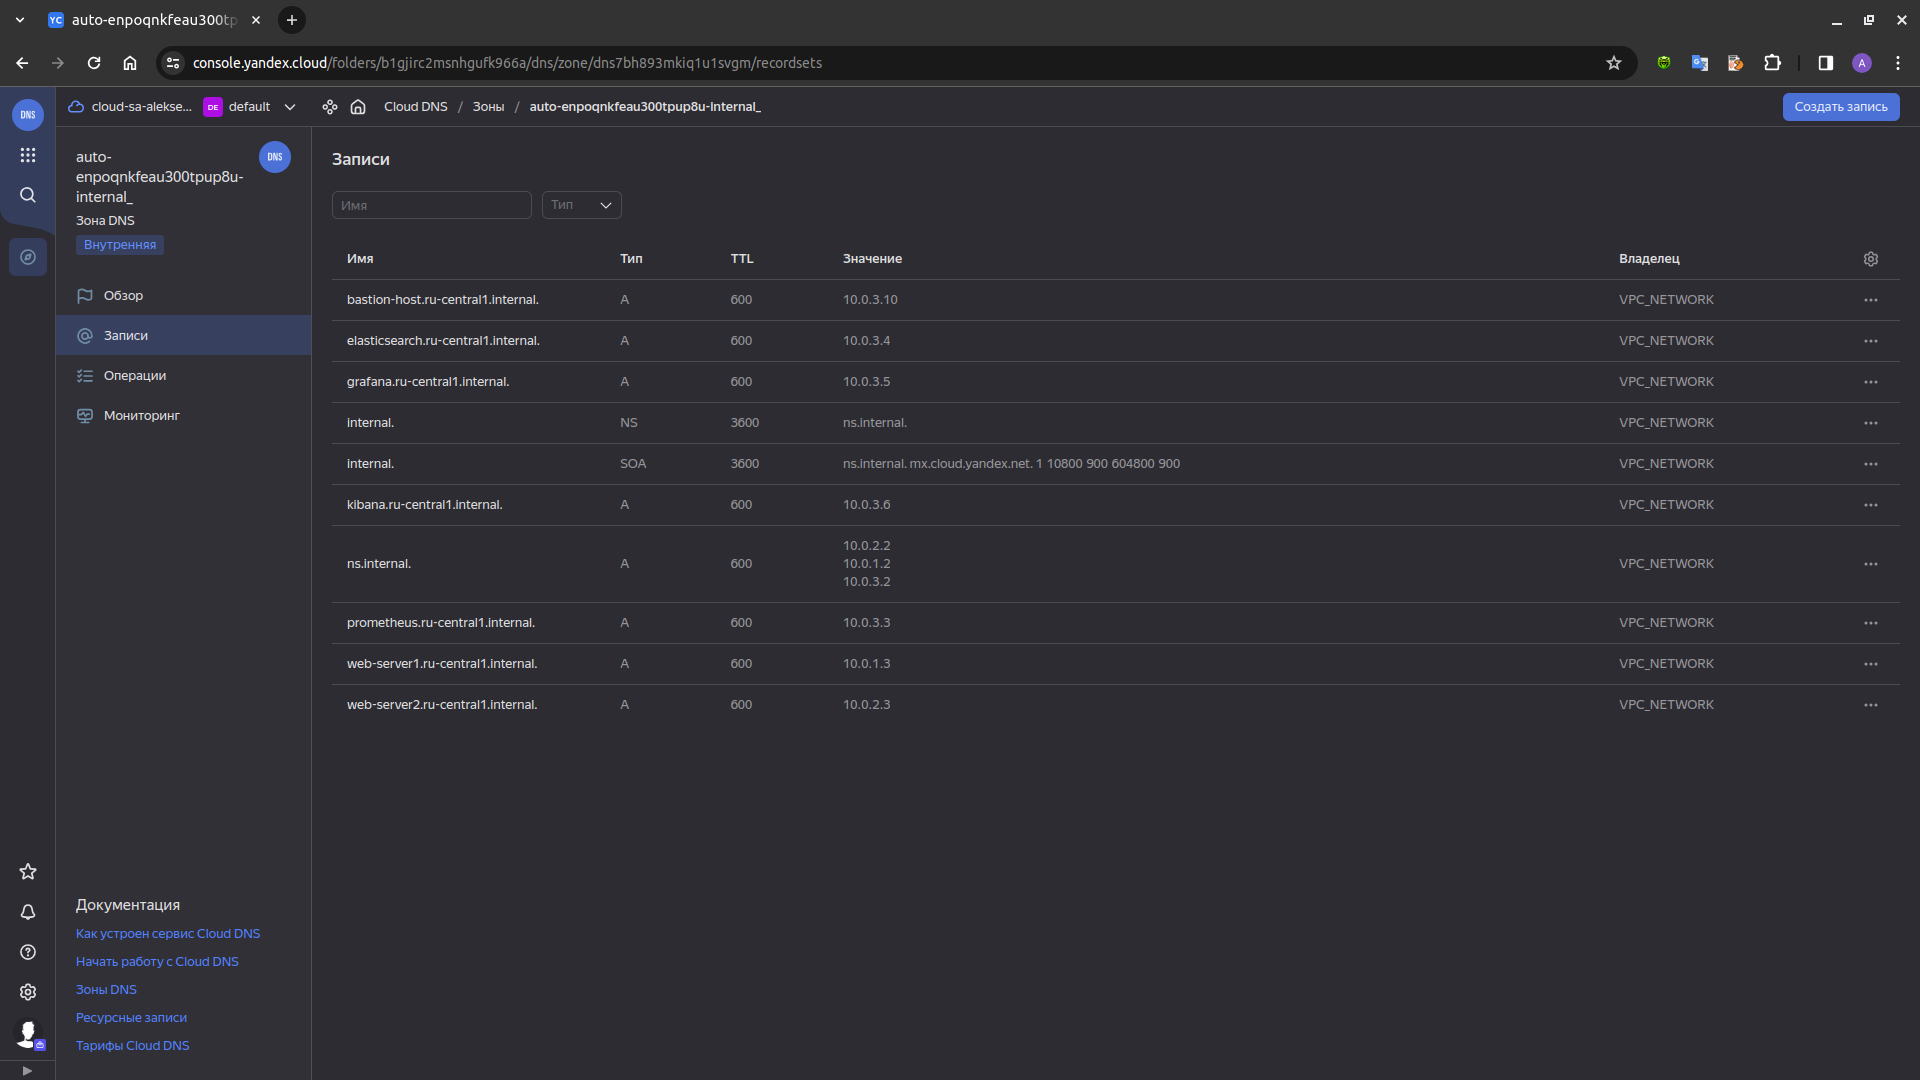 YC auto-enpoqnkfeau300tp
console.yandex.cloud/folders/b1gjirc2msnhgufk966a/dns/zone/dns7bh893mkiq1u1svgm/recordsets
A
DNS
cloud-sa-alekse... DE default
Cloud DNS / Зоны / auto-enpoqnkfeau300tpup8u-internal_
Создать запись
auto-
enpoqnkfeau300tpup8u-
internal_
DNS
Зона DNS
Внутренняя
Обзор
Записи
Операции
Мониторинг
Документация
Как устроен сервис Cloud DNS
Начать работу с Cloud DNS
Зоны DNS
Ресурсные записи
Тарифы Cloud DNS
Записи
Имя Тип
Имя Тип TTL Значение Владелец
bastion-host.ru-central1.internal. A 600 10.0.3.10 VPC_NETWORK
elasticsearch.ru-central1.internal. A 600 10.0.3.4 VPC_NETWORK
grafana.ru-central1.internal. A 600 10.0.3.5 VPC_NETWORK
internal. NS 3600 ns.internal. VPC_NETWORK
internal. SOA 3600 ns.internal. mx.cloud.yandex.net. 1 10800 900 604800 900 VPC_NETWORK
kibana.ru-central1.internal. A 600 10.0.3.6 VPC_NETWORK
10.0.2.2
ns.internal. A 600 10.0.1.2 VPC_NETWORK
10.0.3.2
prometheus.ru-central1.internal. A 600 10.0.3.3 VPC_NETWORK
web-server1.ru-central1.internal. A 600 10.0.1.3 VPC_NETWORK
web-server2.ru-central1.internal. A 600 10.0.2.3 VPC_NETWORK